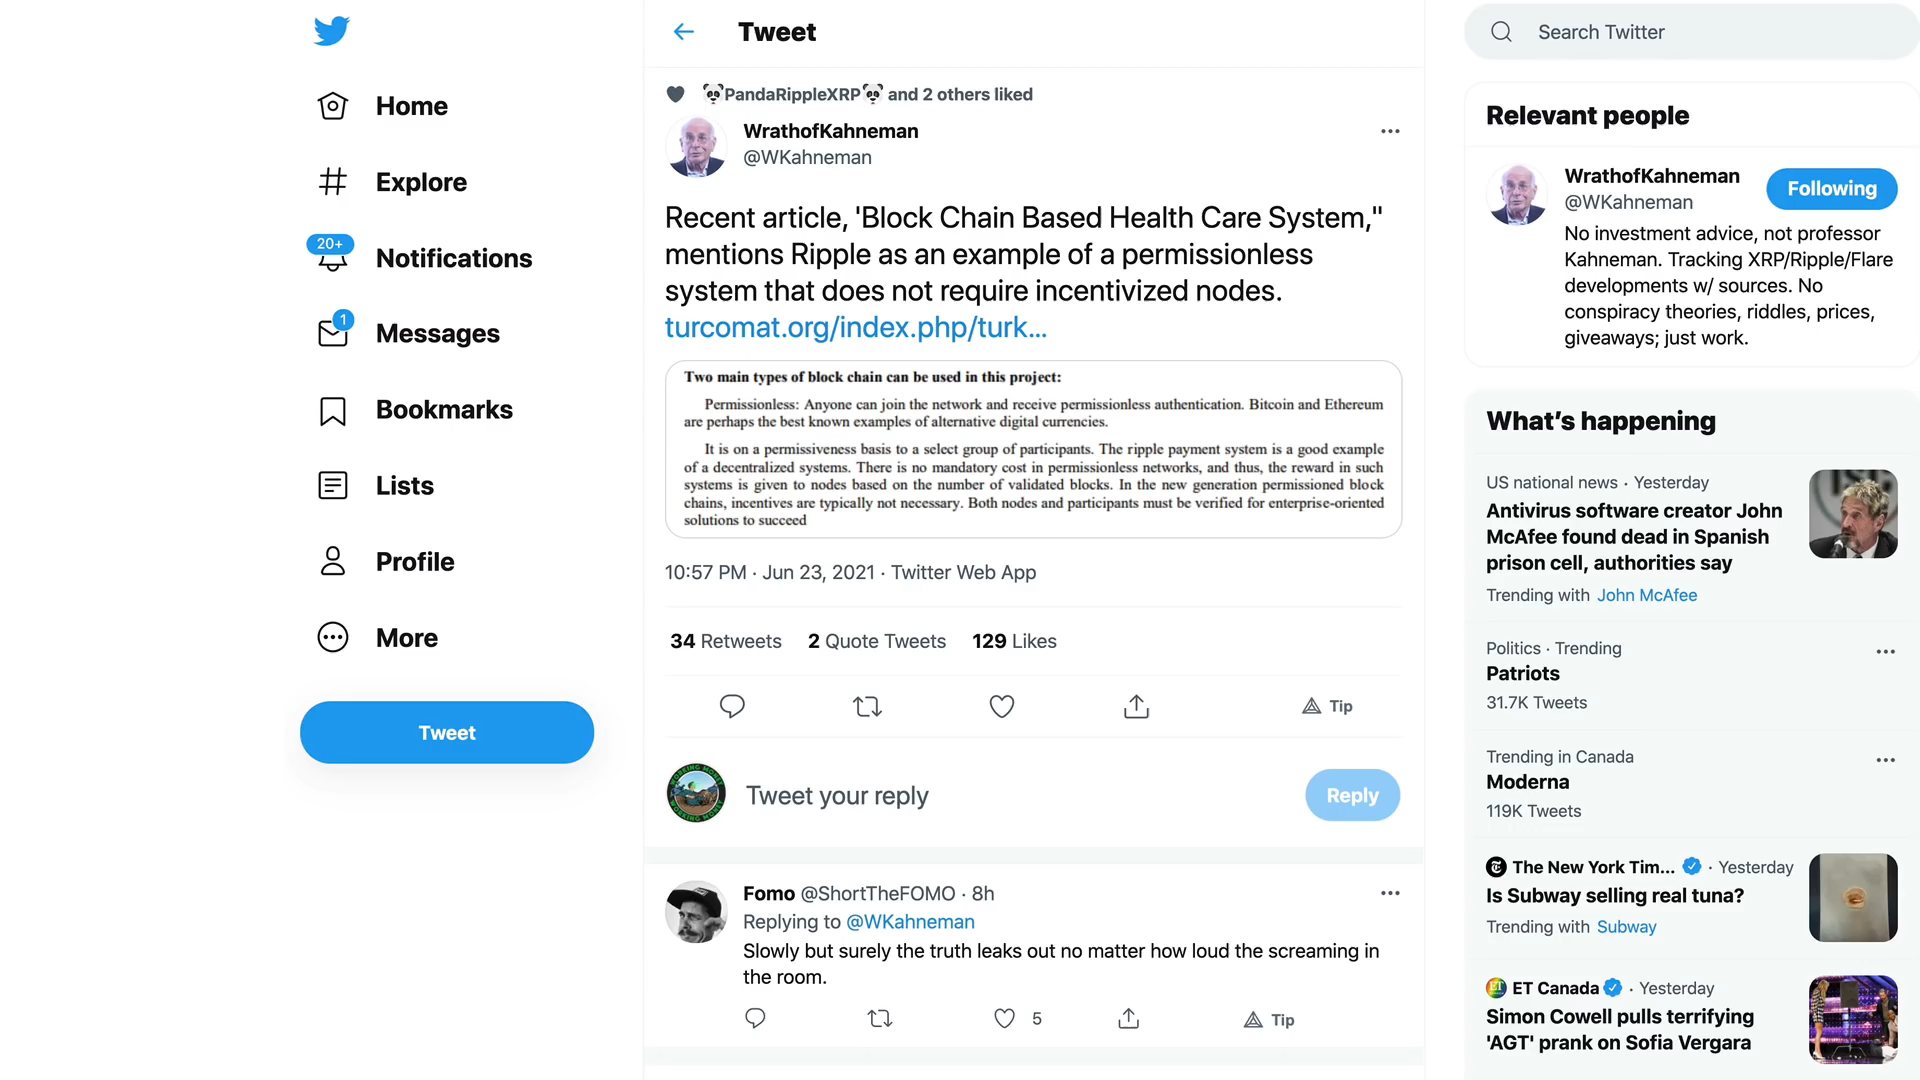 Home
Explore
20+
Notifications
1
Messages
Bookmarks
Lists
Profile
More
Tweet
Tweet
🐼PandaRippleXRP🐼 and 2 others liked
WrathofKahneman
@WKahneman
Recent article, 'Block Chain Based Health Care System,"
mentions Ripple as an example of a permissionless
system that does not require incentivized nodes.
turcomat.org/index.php/turk...
Two main types of block chain can be used in this project:
Permissionless: Anyone can join the network and receive permissionless authentication. Bitcoin and Ethereum
are perhaps the best known examples of alternative digital currencies.
It is on a permissiveness basis to a select group of participants. The ripple payment system is a good example
of a decentralized systems. There is no mandatory cost in permissionless networks, and thus, the reward in such
systems is given to nodes based on the number of validated blocks. In the new generation permissioned block
chains, incentives are typically not necessary. Both nodes and participants must be verified for enterprise-oriented
solutions to succeed
10:57 PM · Jun 23, 2021 · Twitter Web App
34 Retweets 2 Quote Tweets 129 Likes
Tip
Tweet your reply
Reply
Fomo @ShortTheFOMO · 8h
Replying to @WKahneman
Slowly but surely the truth leaks out no matter how loud the screaming in
the room.
5
Tip
Search Twitter
Relevant people
WrathofKahneman
@WKahneman
Following
No investment advice, not professor
Kahneman. Tracking XRP/Ripple/Flare
developments w/ sources. No
conspiracy theories, riddles, prices,
giveaways; just work.
What's happening
US national news · Yesterday
Antivirus software creator John
McAfee found dead in Spanish
prison cell, authorities say
Trending with John McAfee
Politics · Trending
Patriots
31.7K Tweets
Trending in Canada
Moderna
119K Tweets
The New York Tim... · Yesterday
Is Subway selling real tuna?
Trending with Subway
ET Canada · Yesterday
Simon Cowell pulls terrifying
'AGT' prank on Sofia Vergara